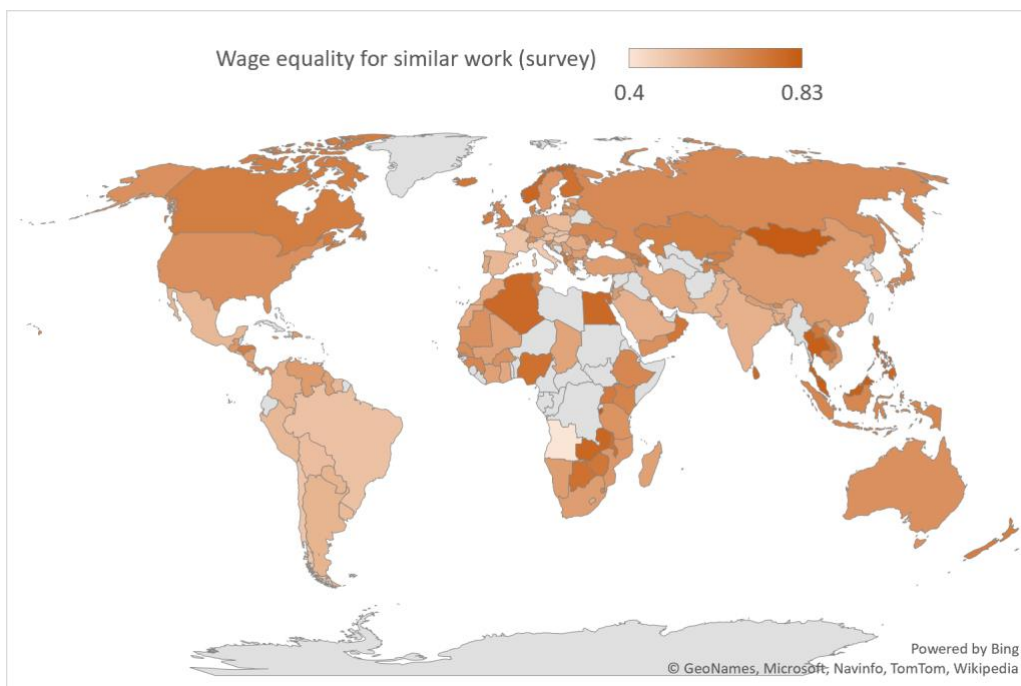 Wage equality for similar work (survey)
0.4 0.83
Powered by Bing
© GeoNames, Microsoft, Navinfo, TomTom, Wikipedia